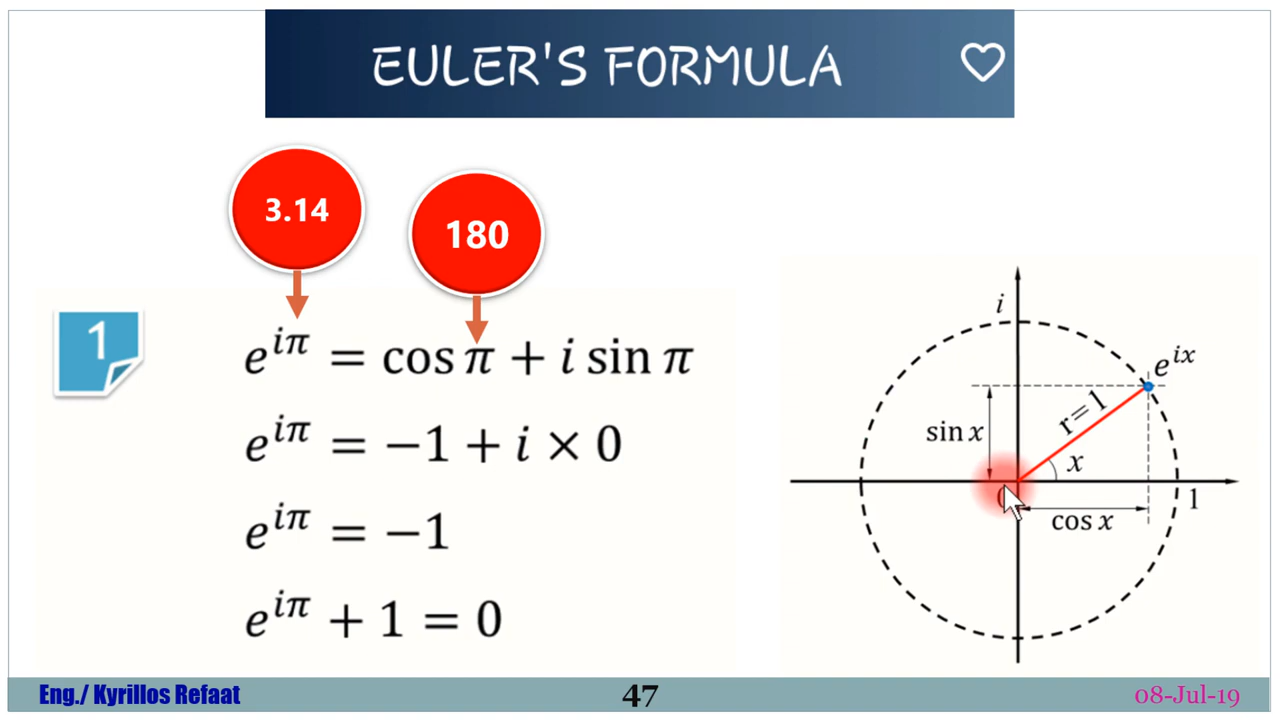 EULER'S FORMULA
3.14
180
1
e^{iπ} = cos π + i sin π
e^{iπ} = −1 + i × 0
e^{iπ} = −1
e^{iπ} + 1 = 0
i
e^{ix}
r=1
sin x
x
1
cos x
Eng./ Kyrillos Refaat
47
08-Jul-19